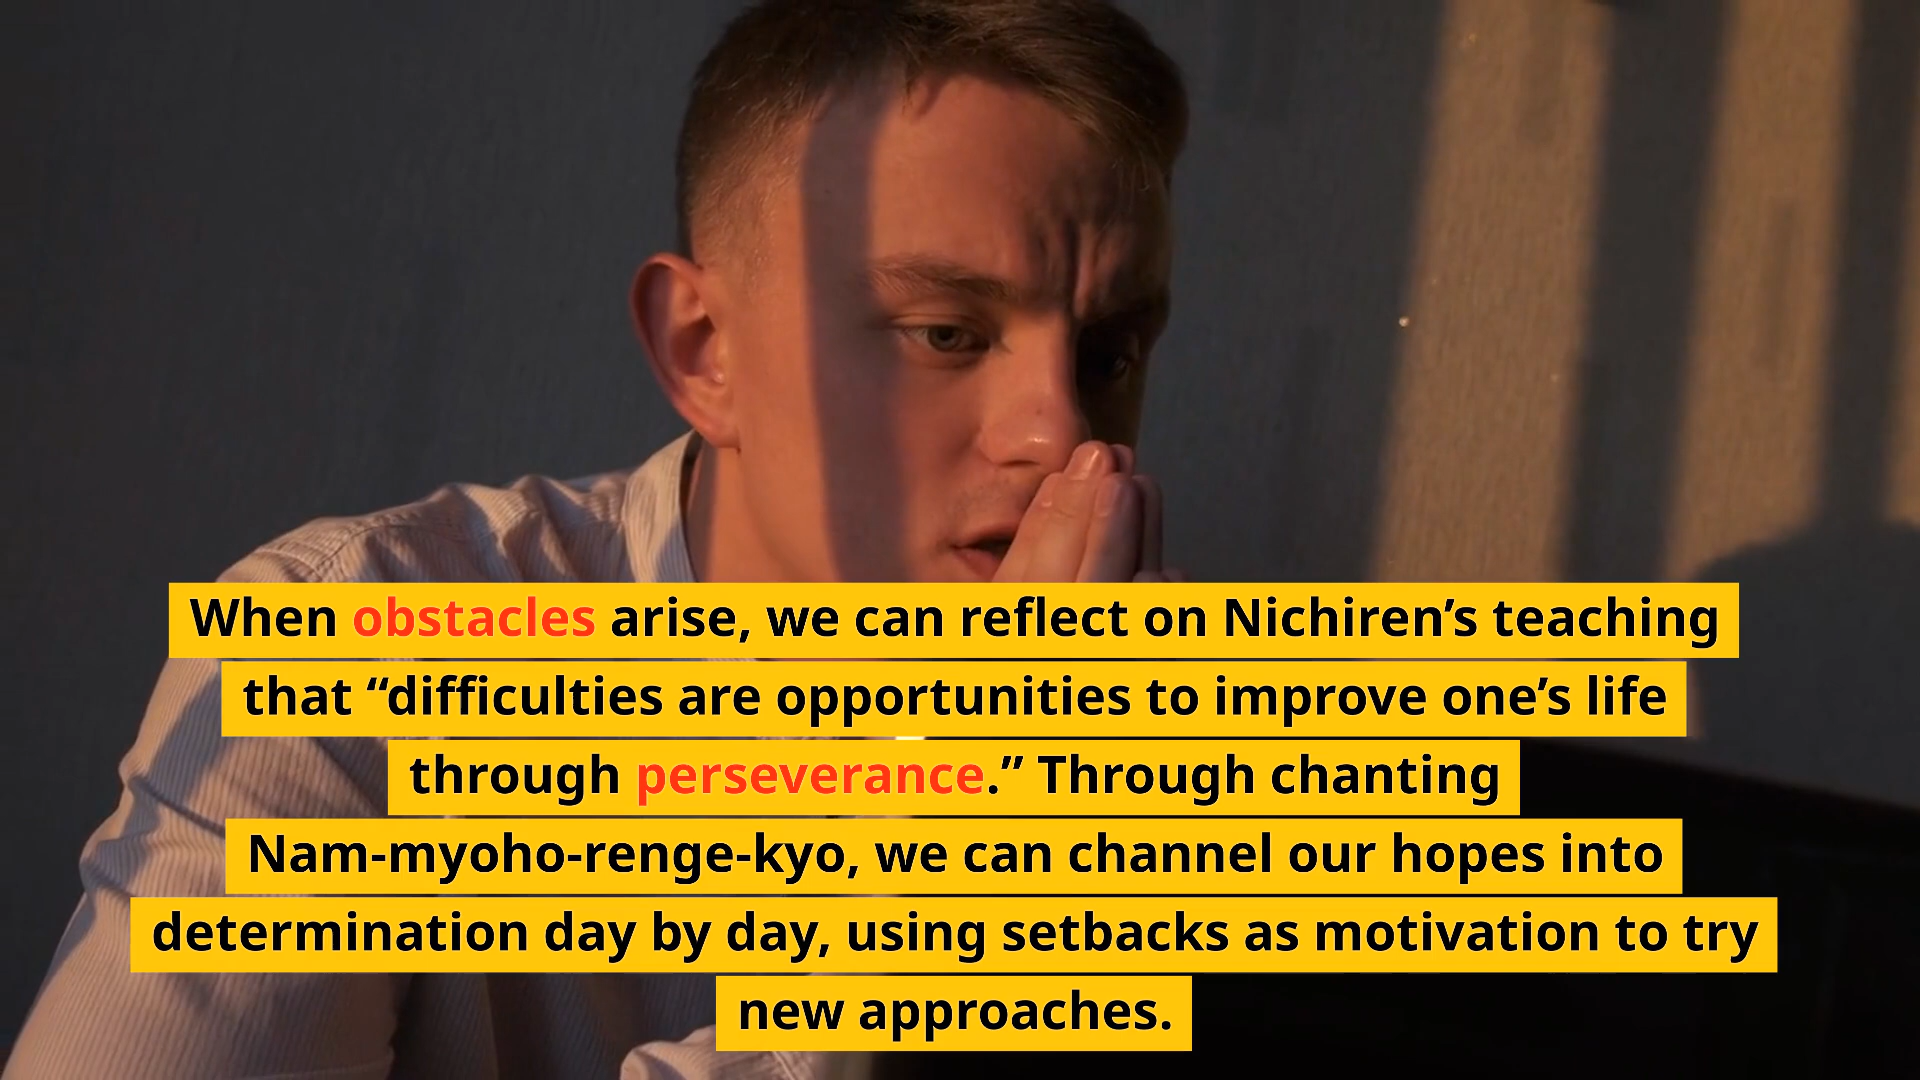 When obstacles arise, we can reflect on Nichiren’s teaching
that “difficulties are opportunities to improve one’s life
through perseverance.” Through chanting
Nam-myoho-renge-kyo, we can channel our hopes into
determination day by day, using setbacks as motivation to try
new approaches.